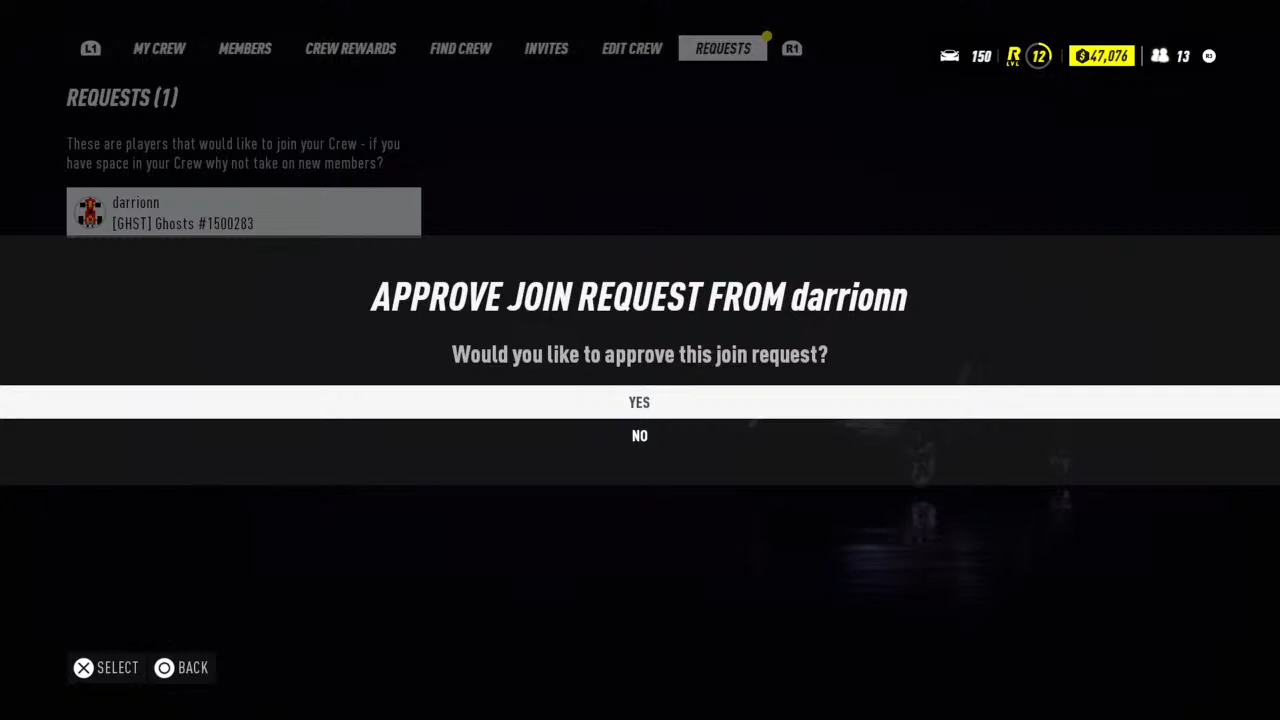 L1 MY CREW MEMBERS CREW REWARDS FIND CREW INVITES EDIT CREW REQUESTS R1
150 R LVL 12 $47,076 13 R3
REQUESTS (1)
These are players that would like to join your Crew - if you
have space in your Crew why not take on new members?
darrionn
[GHST] Ghosts #1500283
APPROVE JOIN REQUEST FROM darrionn
Would you like to approve this join request?
YES
NO
SELECT BACK